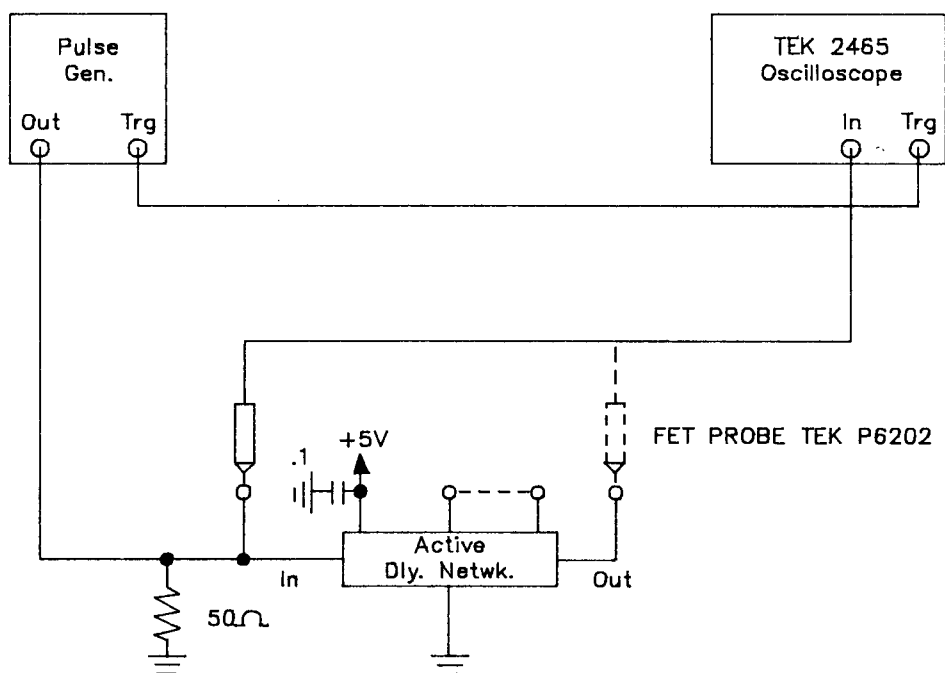 Pulse
Gen.
Out
Trg
TEK 2465
Oscilloscope
In
Trg
FET PROBE TEK P6202
+5V
.1
Active
Dly. Netwk.
In
Out
50Ω